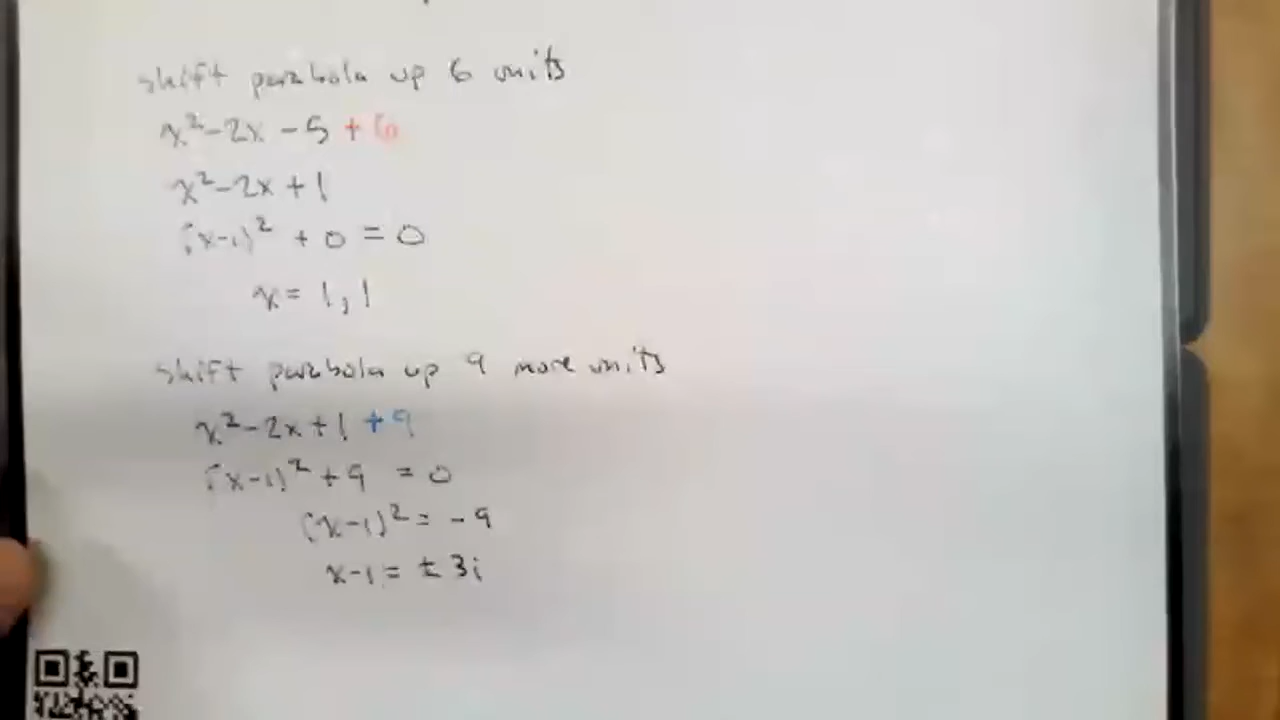 shift parabola up 6 units
x²-2x-5+6
x²-2x+1
(x-1)²+0=0
x=1,1
shift parabola up 9 more units
x²-2x+1+9
(x-1)²+9=0
(x-1)²=-9
x-1=±3i